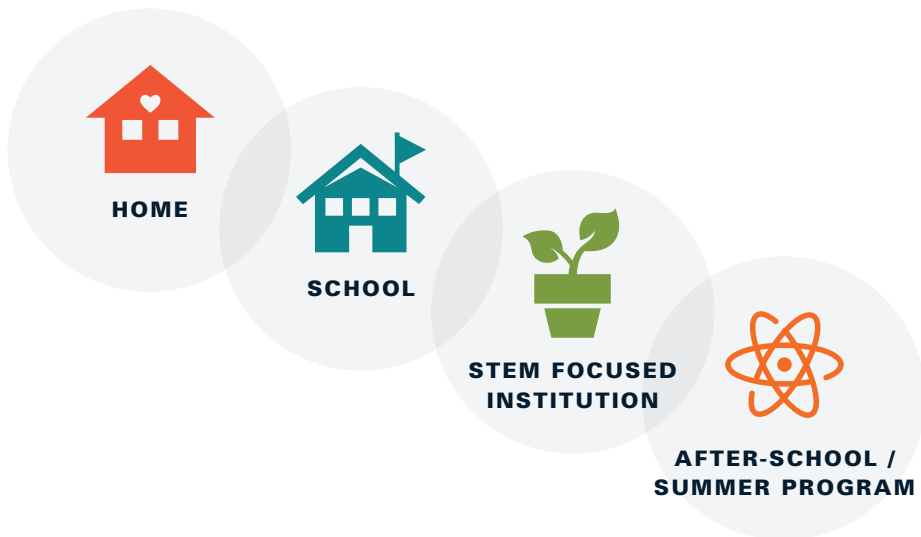 HOME
SCHOOL
STEM FOCUSED
INSTITUTION
AFTER-SCHOOL /
SUMMER PROGRAM